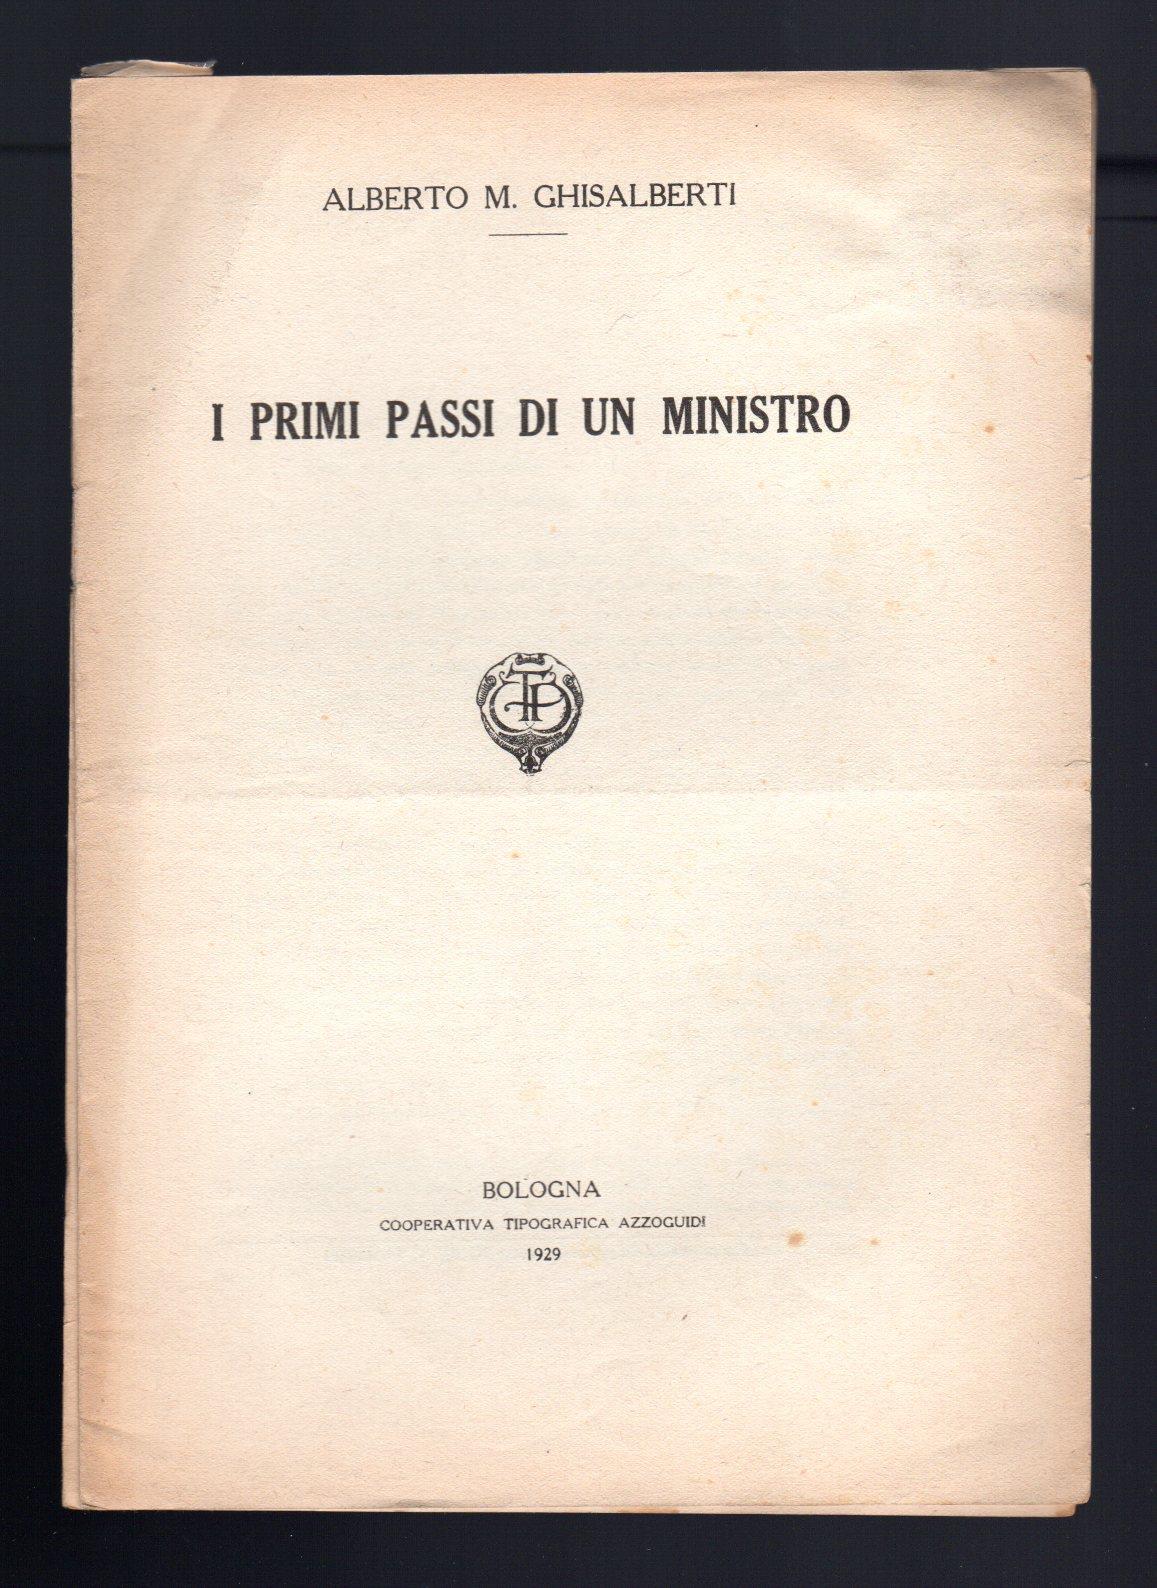 ALBERTO M. GHISALBERTI
I PRIMI PASSI DI UN MINISTRO
BOLOGNA
COOPERATIVA TIPOGRAFICA AZZOGUIDI
1929